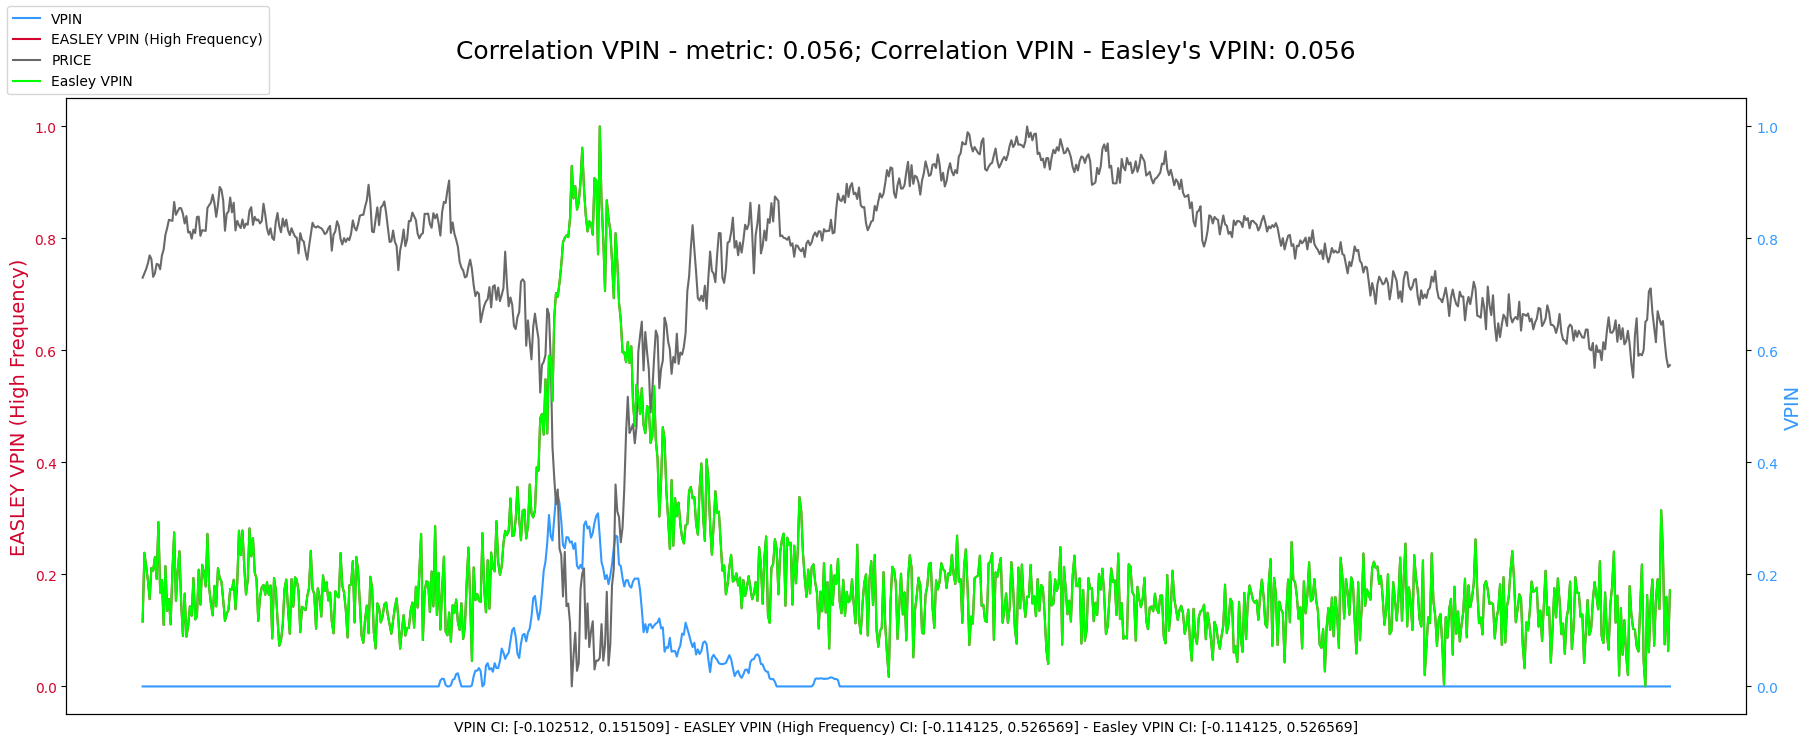 VPIN
EASLEY VPIN (High Frequency)
PRICE
Easley VPIN
Correlation VPIN - metric: 0.056; Correlation VPIN - Easley's VPIN: 0.056
EASLEY VPIN (High Frequency)
1.0
0.8
0.6
0.4
0.2
0.0
1.0
0.8
0.6
0.4
0.2
0.0
VPIN
VPIN CI: [-0.102512, 0.151509] - EASLEY VPIN (High Frequency) CI: [-0.114125, 0.526569] - Easley VPIN CI: [-0.114125, 0.526569]